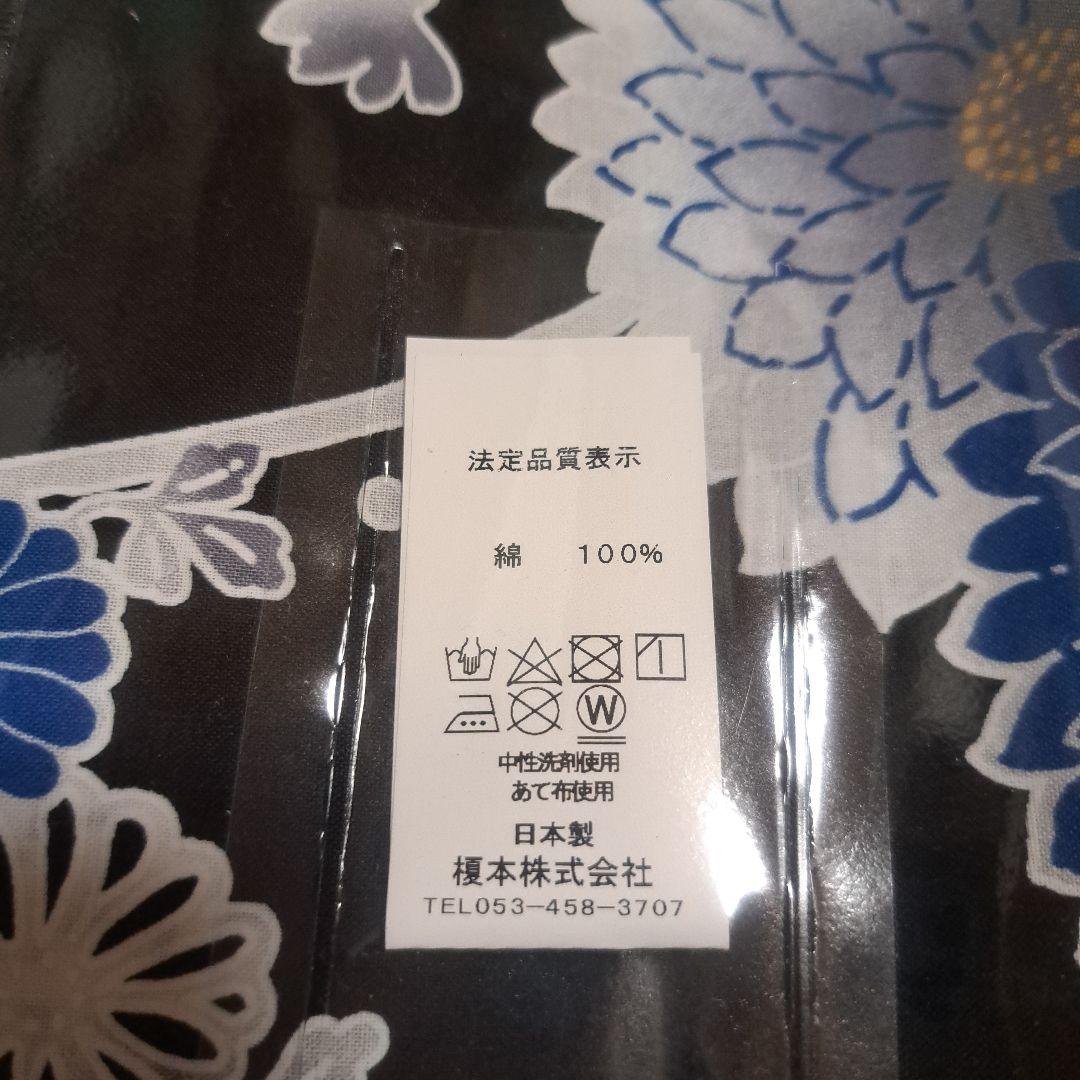 法定品質表示
綿　100%
W
中性洗剤使用
あて布使用
日本製
榎本株式会社
TEL053-458-3707